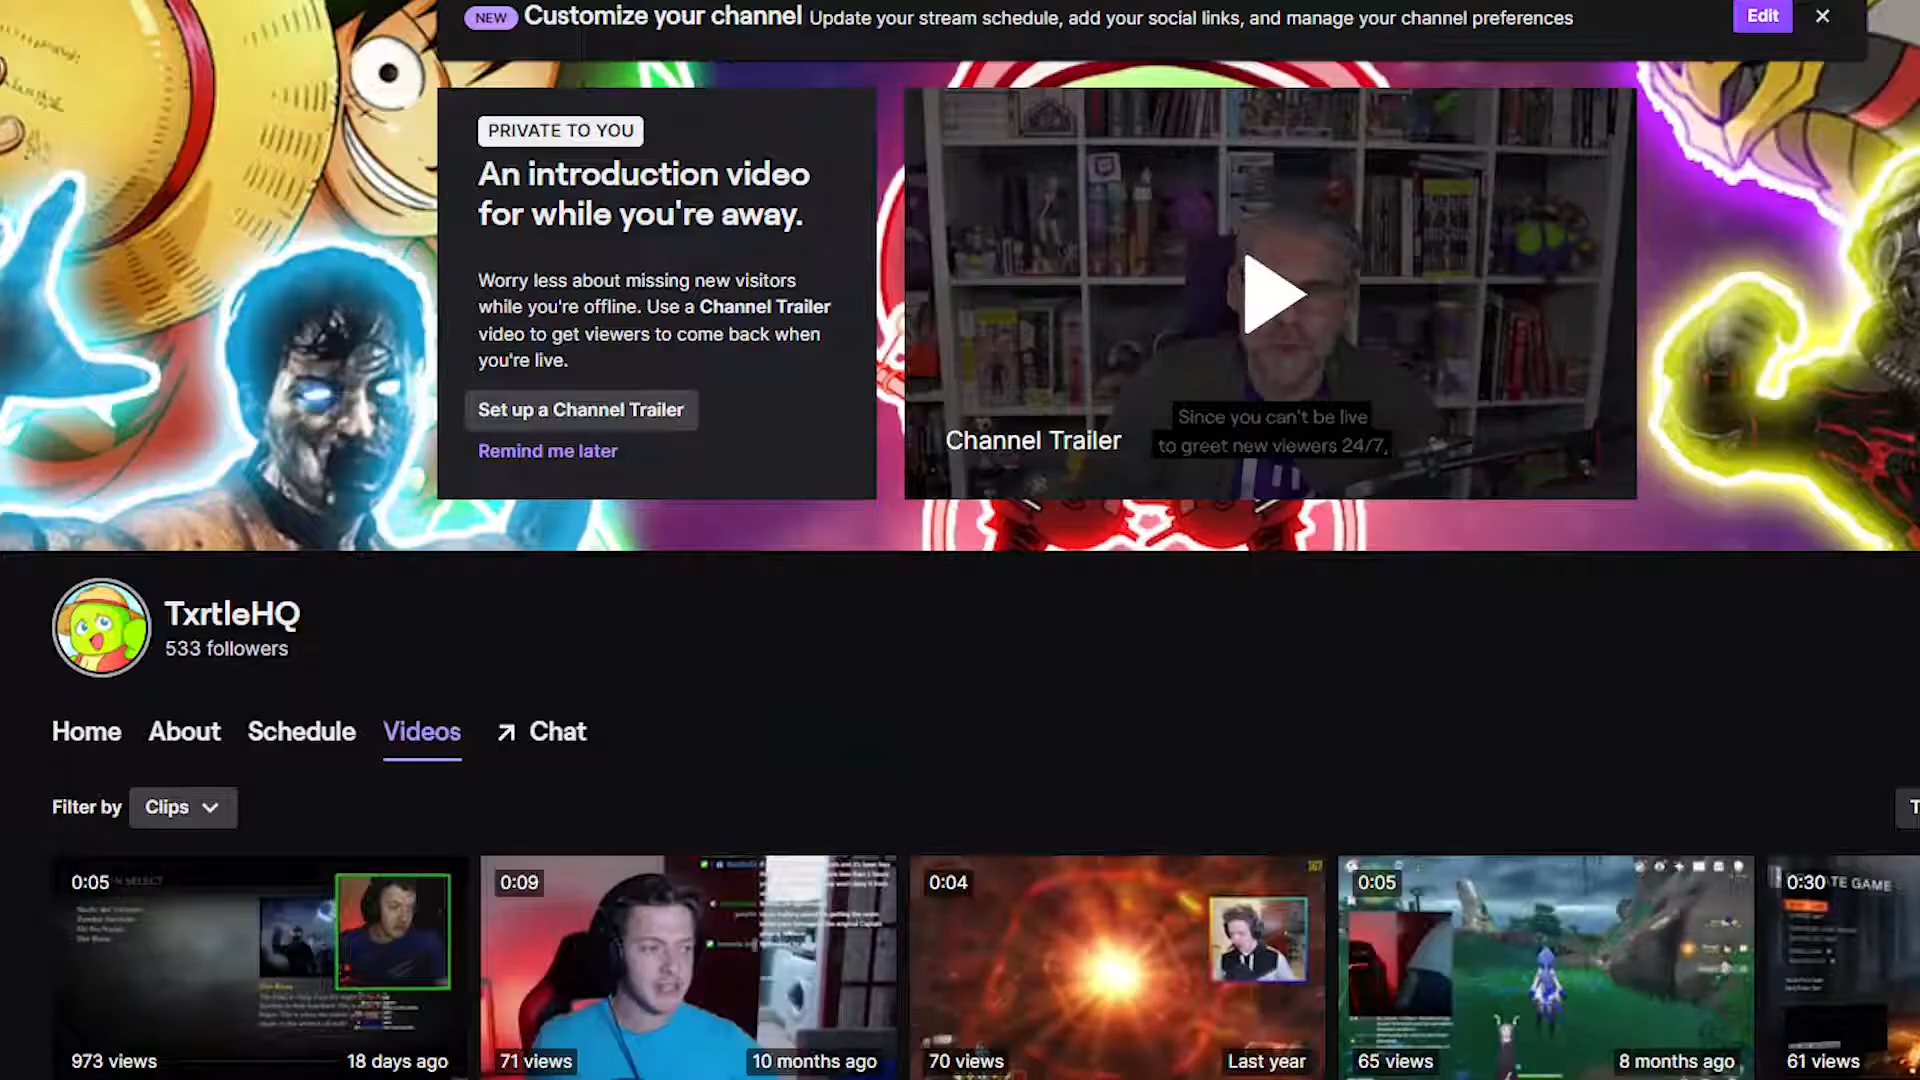 NEW Customize your channel Update your stream schedule, add your social links, and manage your channel preferences Edit
PRIVATE TO YOU
An introduction video
for while you're away.
Worry less about missing new visitors
while you're offline. Use a Channel Trailer
video to get viewers to come back when
you're live.
Set up a Channel Trailer
Remind me later
Channel Trailer
Since you can't be live
to greet new viewers 24/7,
TxrtleHQ
533 followers
Home About Schedule Videos Chat
Filter by Clips
0:05
973 views 18 days ago
0:09
71 views 10 months ago
0:04
70 views Last year
0:05
65 views 8 months ago
0:30
61 views